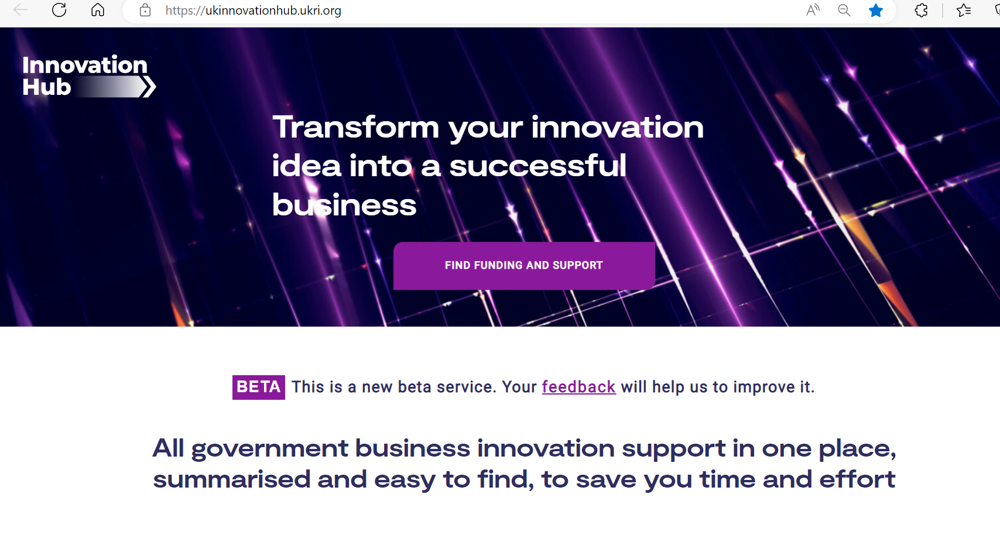 https://ukinnovationhub.ukri.org
Innovation
Hub
Transform your innovation
idea into a successful
business
FIND FUNDING AND SUPPORT
BETA This is a new beta service. Your feedback will help us to improve it.
All government business innovation support in one place,
summarised and easy to find, to save you time and effort